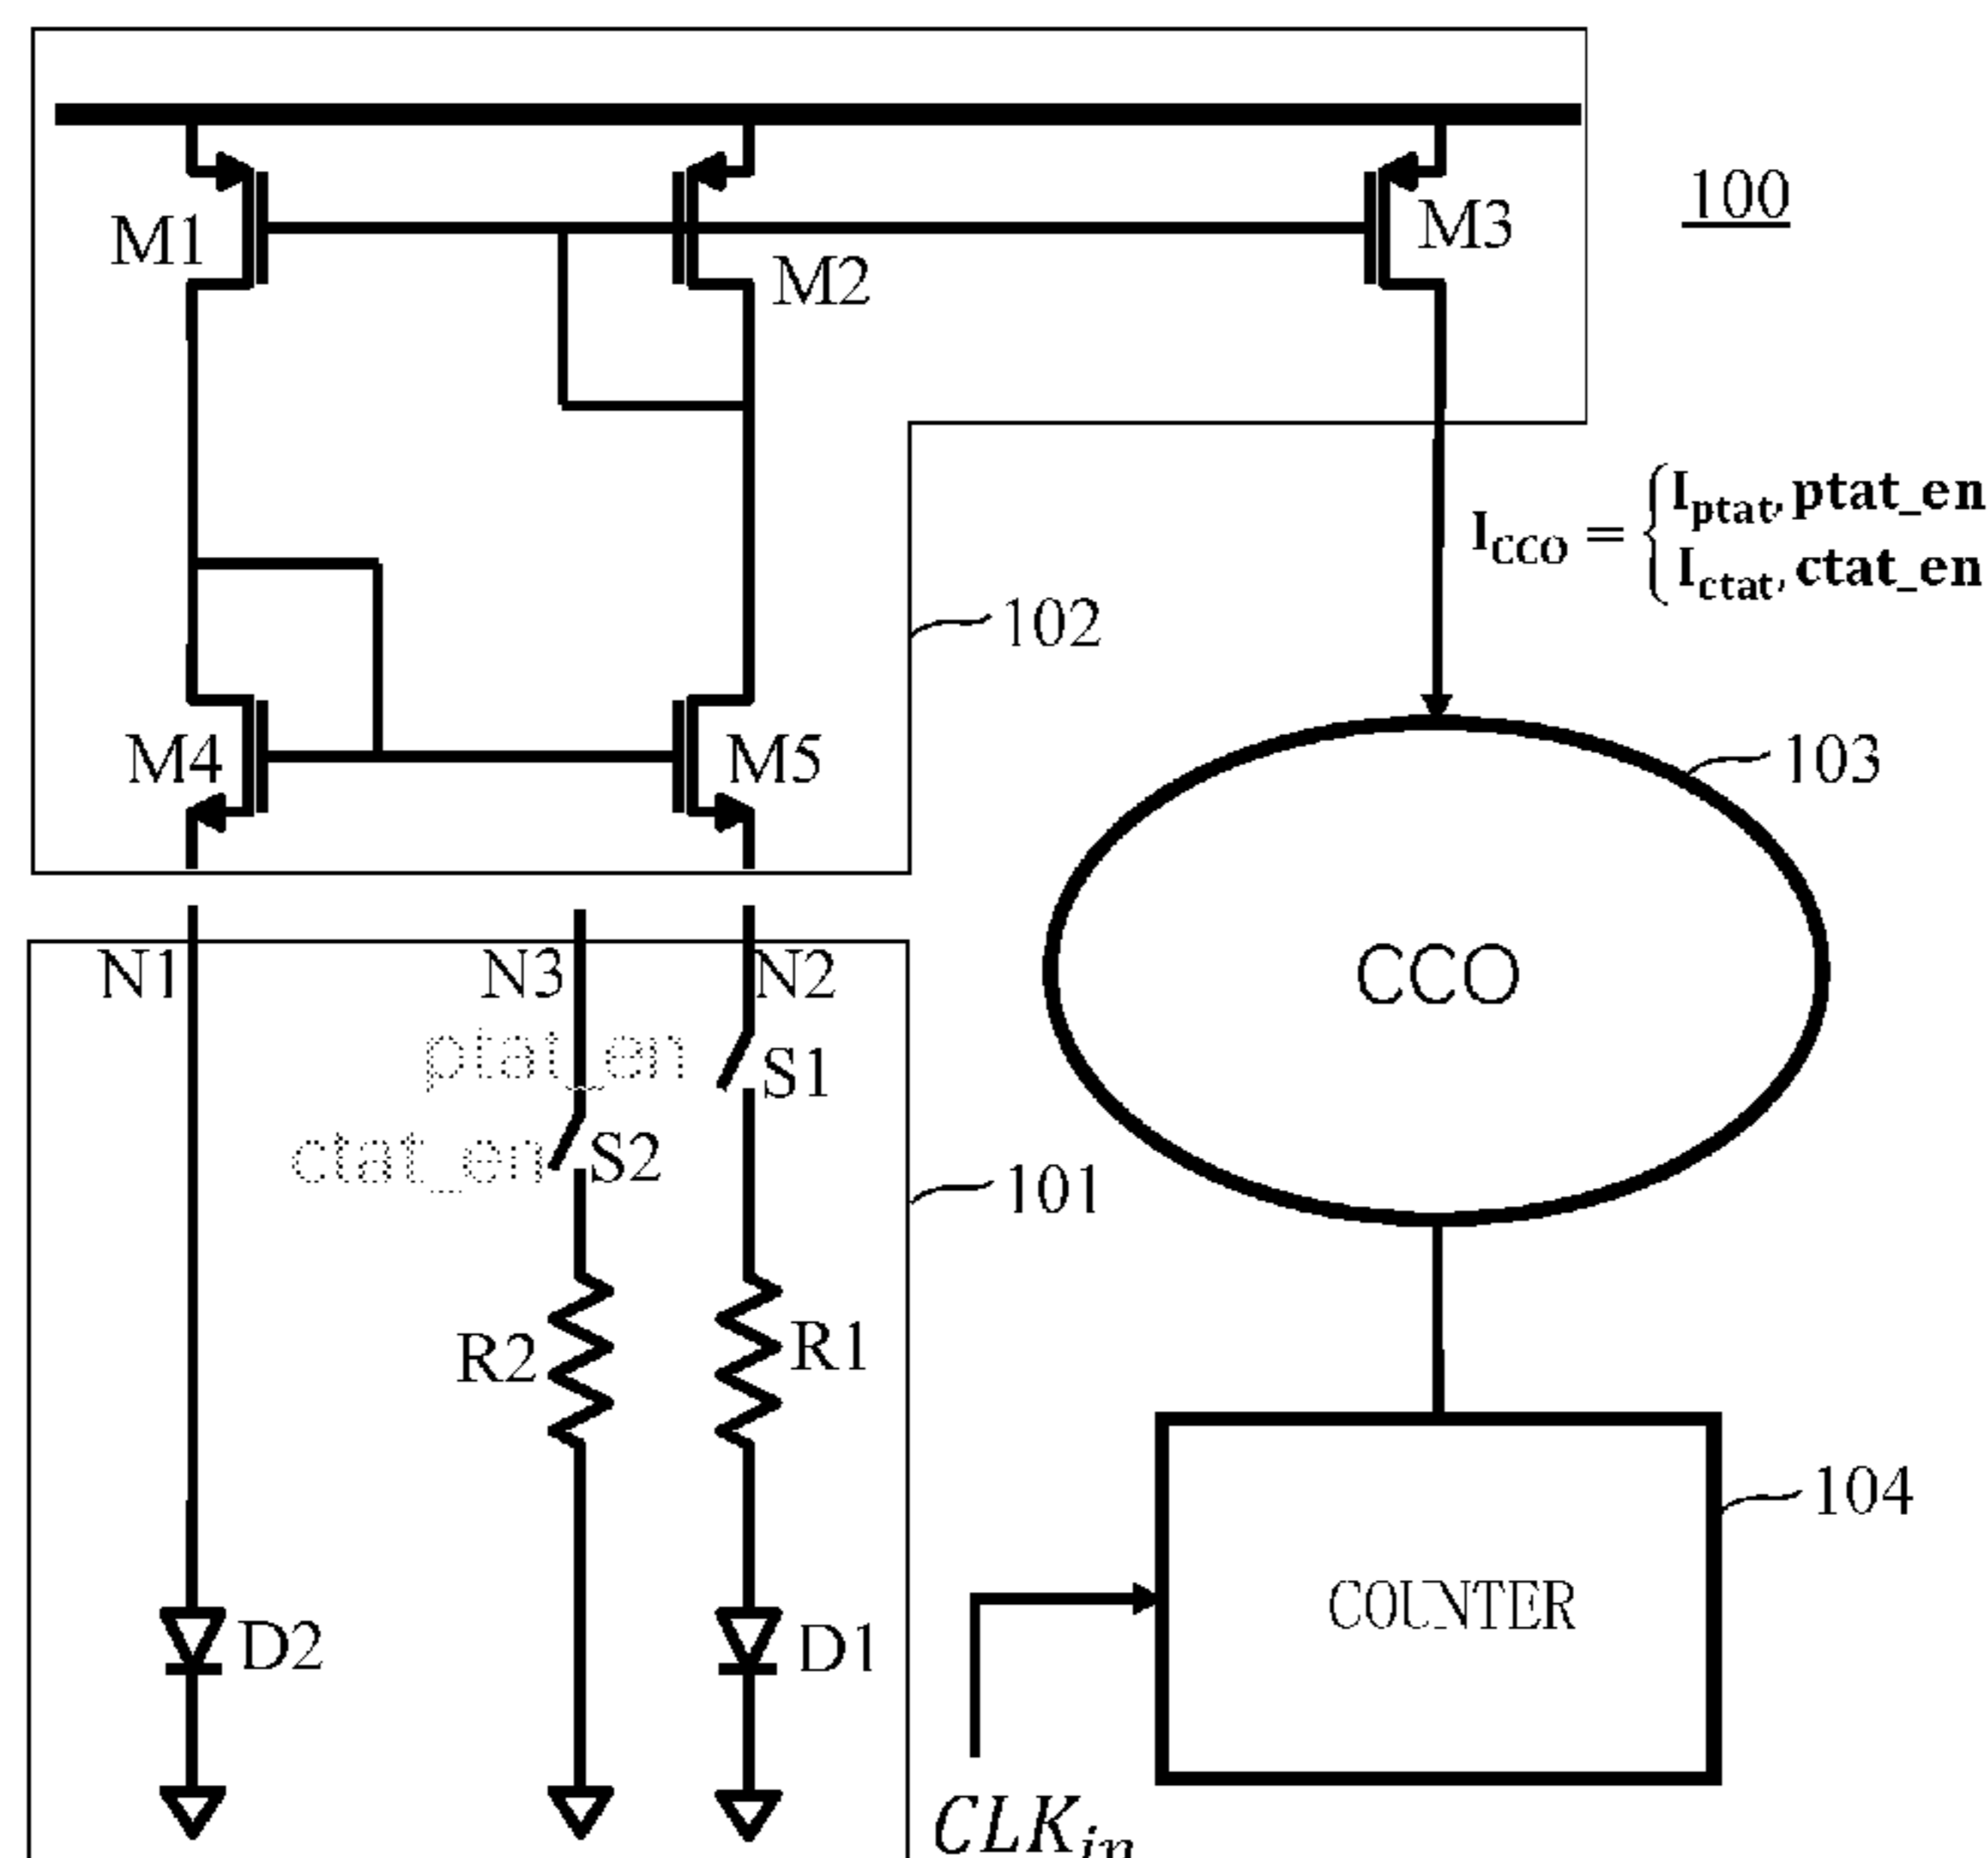 100
M1
M2
M3
I_CCO = { I_ptat, ptat_en
I_ctat, ctat_en
102
M4
M5
103
CCO
N1
N3
N2
ptat_en
S1
ctat_en
S2
101
R2
R1
104
COUNTER
D2
D1
CLK_in